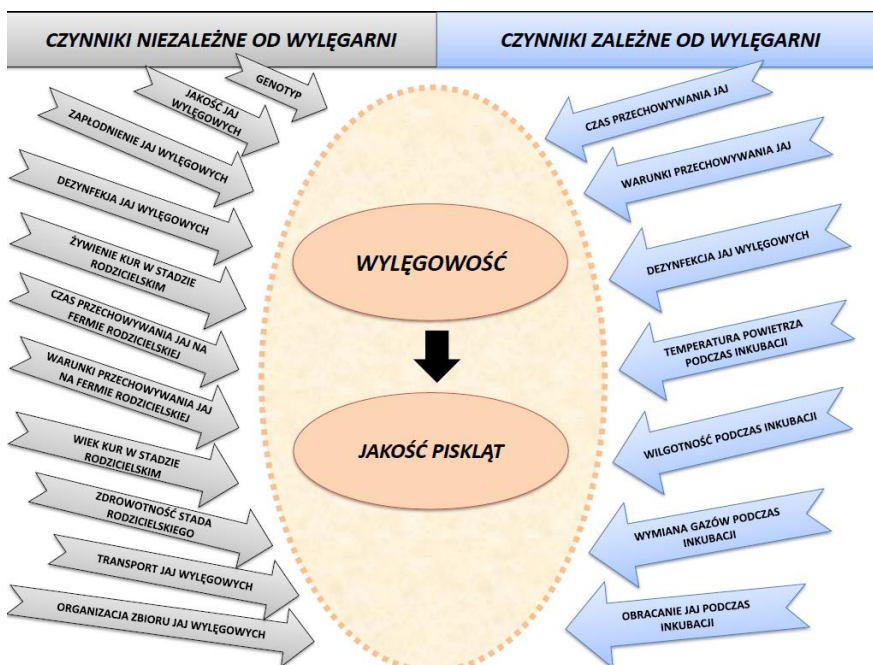 CZYNNIKI NIEZALEŻNE OD WYLĘGARNI
CZYNNIKI ZALEŻNE OD WYLĘGARNI
GENOTYP
JAKOŚĆ JAJ
WYLĘGOWYCH
ZAPŁODNIENIE JAJ WYLĘGOWYCH
DEZYNFEKJA JAJ WYLĘGOWYCH
ŻYWIENIE KUR W STADZIE
RODZICIELSKIM
CZAS PRZECHOWYWANIA JAJ NA
FERMIE RODZICIELSKIEJ
WARUNKI PRZECHOWYWANIA JAJ
NA FERMIE RODZICIELSKIEJ
WIEK KUR W STADZIE
RODZICIELSKIM
ZDROWOTNOŚĆ STADA
RODZICIELSKIEGO
TRANSPORT JAJ WYLĘGOWYCH
ORGANIZACJA ZBIORU JAJ WYLĘGOWYCH
WYLĘGOWOŚĆ
JAKOŚĆ PISKLĄT
CZAS PRZECHOWYWANIA JAJ
WARUNKI PRZECHOWYWANIA JAJ
DEZYNFEKCJA JAJ WYLĘGOWYCH
TEMPERATURA POWIETRZA
PODCZAS INKUBACJI
WILGOTNOŚĆ PODCZAS INKUBACJI
WYMIANA GAZÓW PODCZAS
INKUBACJI
OBRACANIE JAJ PODCZAS
INKUBACJI